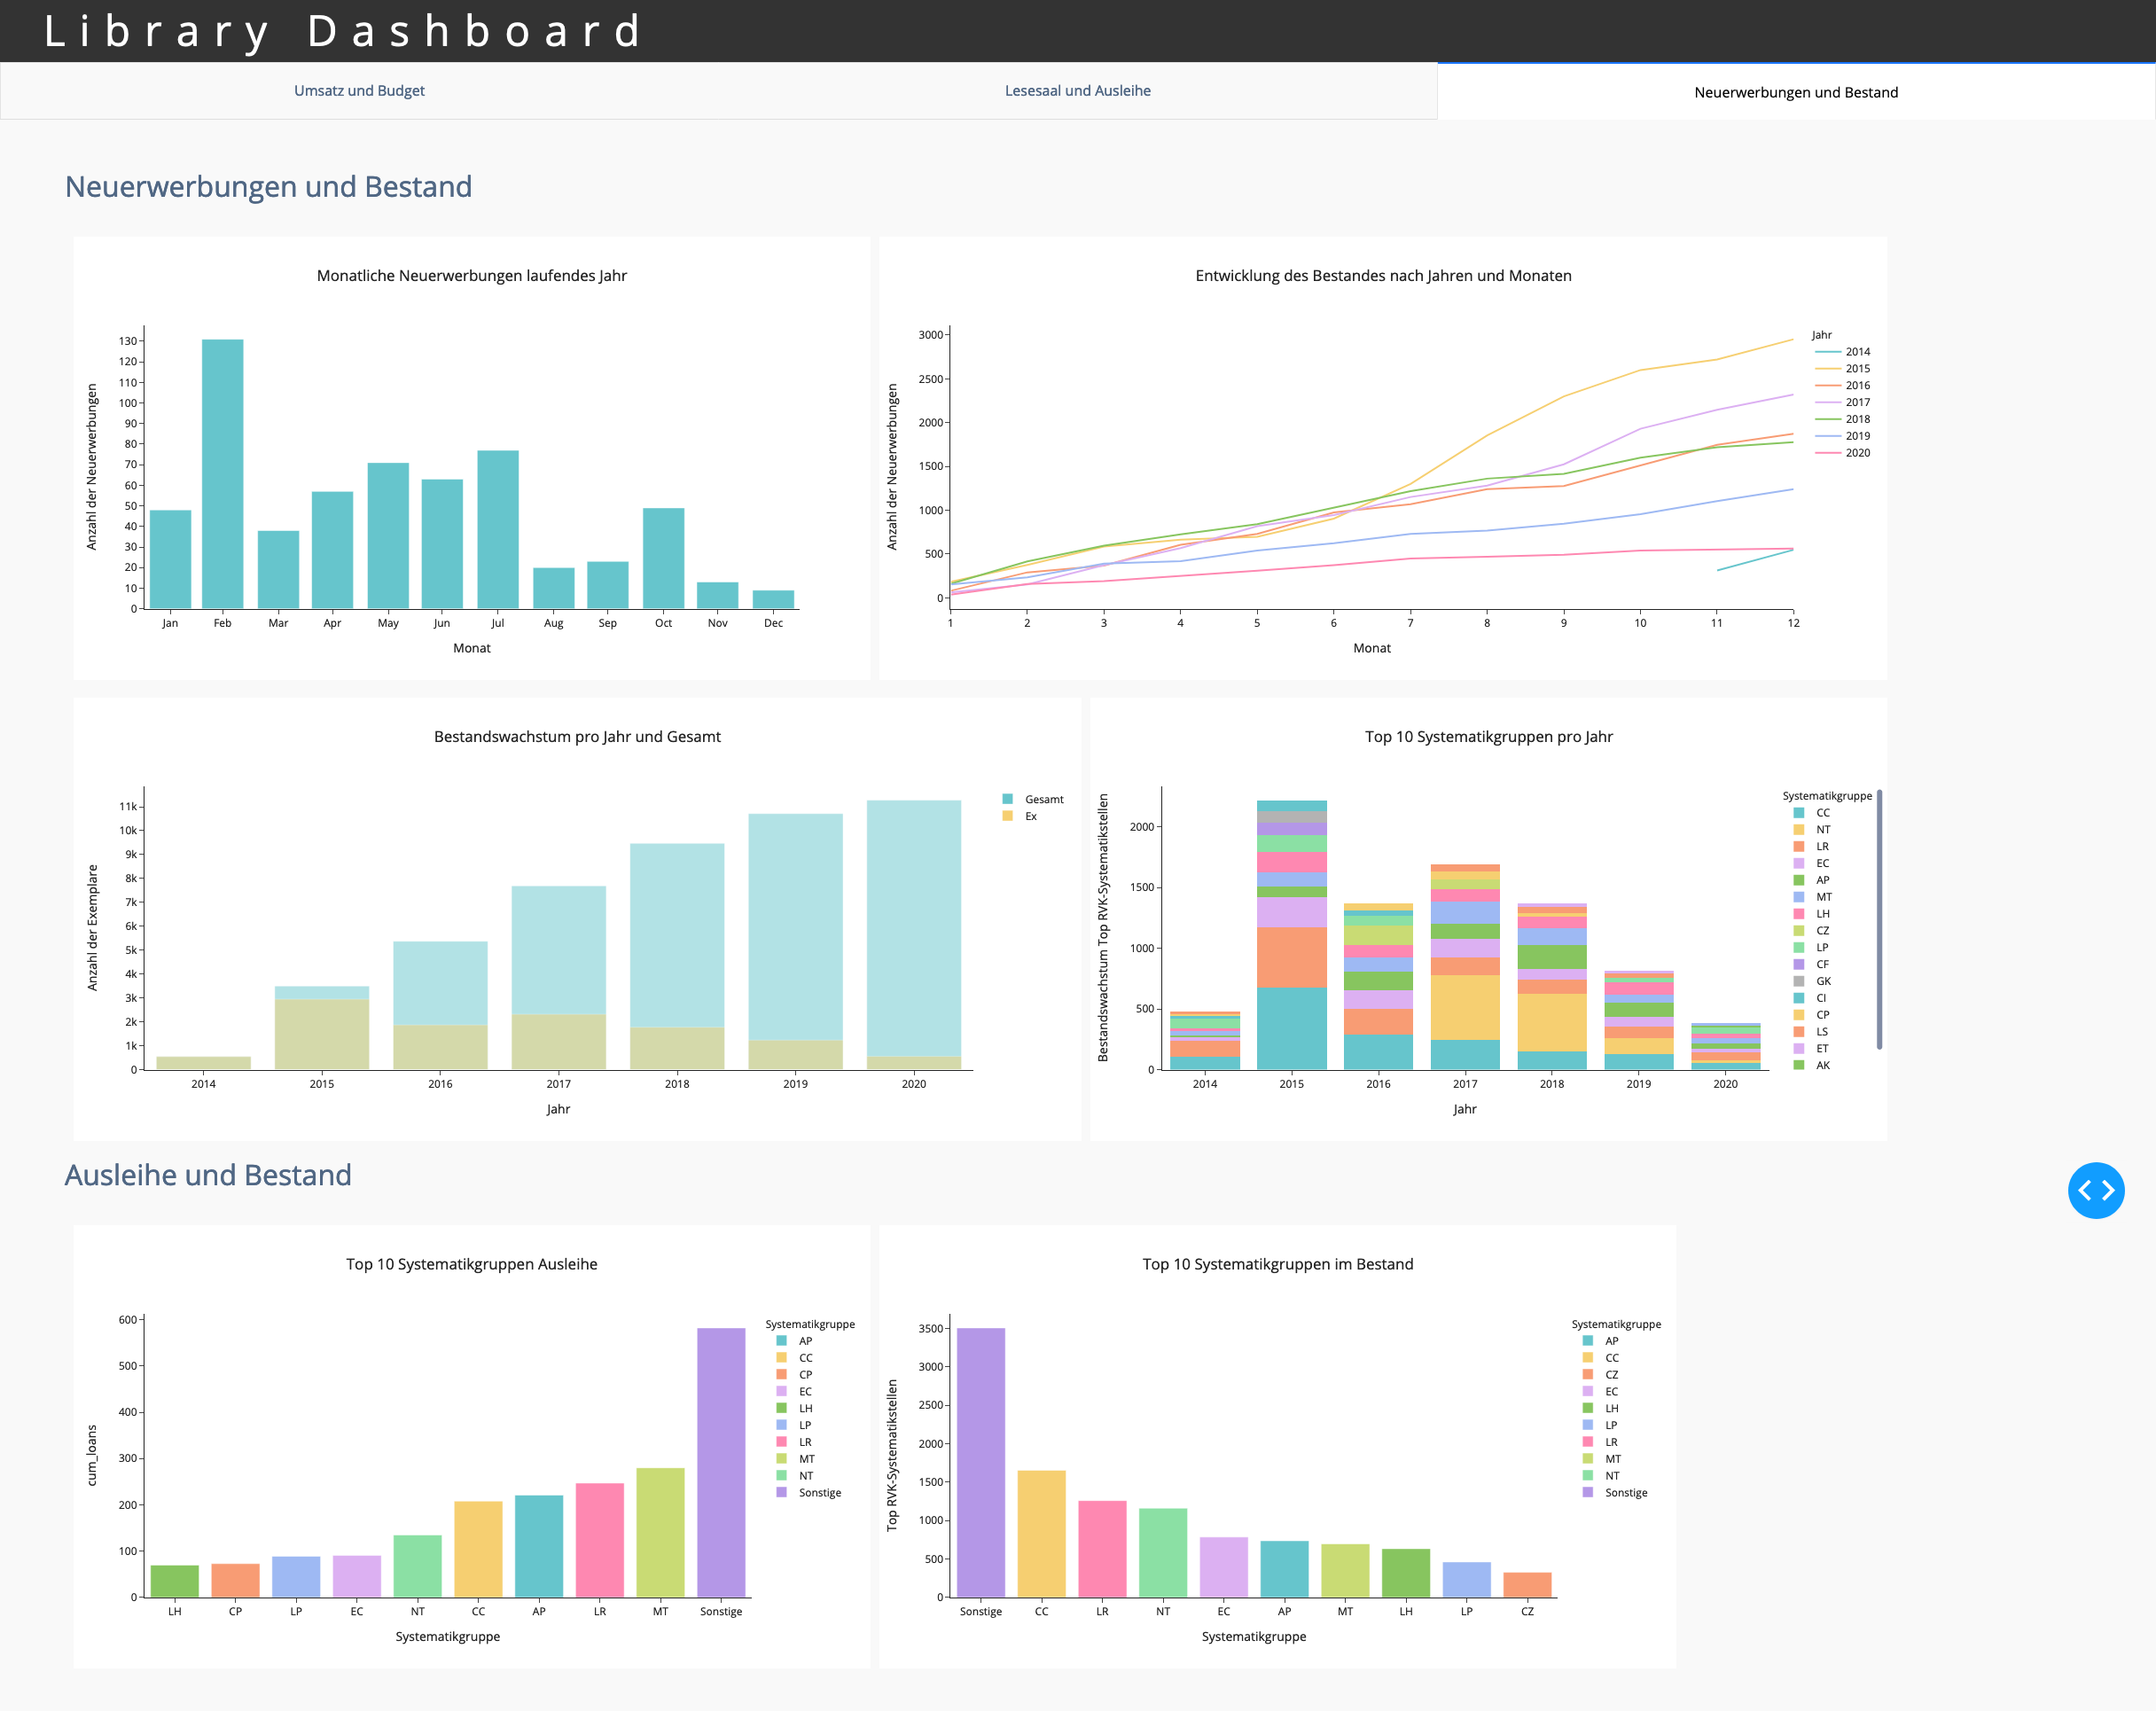 Library Dashboard
Umsatz und Budget
Lesesaal und Ausleihe
Neuerwerbungen und Bestand
Neuerwerbungen und Bestand
Monatliche Neuerwerbungen laufendes Jahr
Anzahl der Neuerwerbungen
130
120
110
100
90
80
70
60
50
40
30
20
10
0
Jan Feb Mar Apr May Jun Jul Aug Sep Oct Nov Dec
Monat
Entwicklung des Bestandes nach Jahren und Monaten
Anzahl der Neuerwerbungen
3000
2500
2000
1500
1000
500
0
1 2 3 4 5 6 7 8 9 10 11 12
Monat
Jahr
2014
2015
2016
2017
2018
2019
2020
Bestandswachstum pro Jahr und Gesamt
Anzahl der Exemplare
11k
10k
9k
8k
7k
6k
5k
4k
3k
2k
1k
0
2014 2015 2016 2017 2018 2019 2020
Jahr
Gesamt
Ex
Top 10 Systematikgruppen pro Jahr
Bestandswachstum Top RVK-Systematikstellen
2000
1500
1000
500
0
2014 2015 2016 2017 2018 2019 2020
Jahr
Systematikgruppe
CC
NT
LR
EC
AP
MT
LH
CZ
LP
CF
GK
CI
CP
LS
ET
AK
Ausleihe und Bestand
Top 10 Systematikgruppen Ausleihe
cum_loans
600
500
400
300
200
100
0
LH CP LP EC NT CC AP LR MT Sonstige
Systematikgruppe
Systematikgruppe
AP
CC
CP
EC
LH
LP
LR
MT
NT
Sonstige
Top 10 Systematikgruppen im Bestand
Top RVK-Systematikstellen
3500
3000
2500
2000
1500
1000
500
0
Sonstige CC LR NT EC AP MT LH LP CZ
Systematikgruppe
Systematikgruppe
AP
CC
CZ
EC
LH
LP
LR
MT
NT
Sonstige